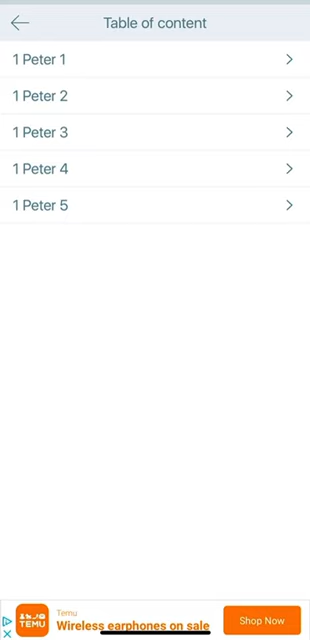 Table of content
1 Peter 1
1 Peter 2
1 Peter 3
1 Peter 4
1 Peter 5
TEMU
Temu
Wireless earphones on sale
Shop Now